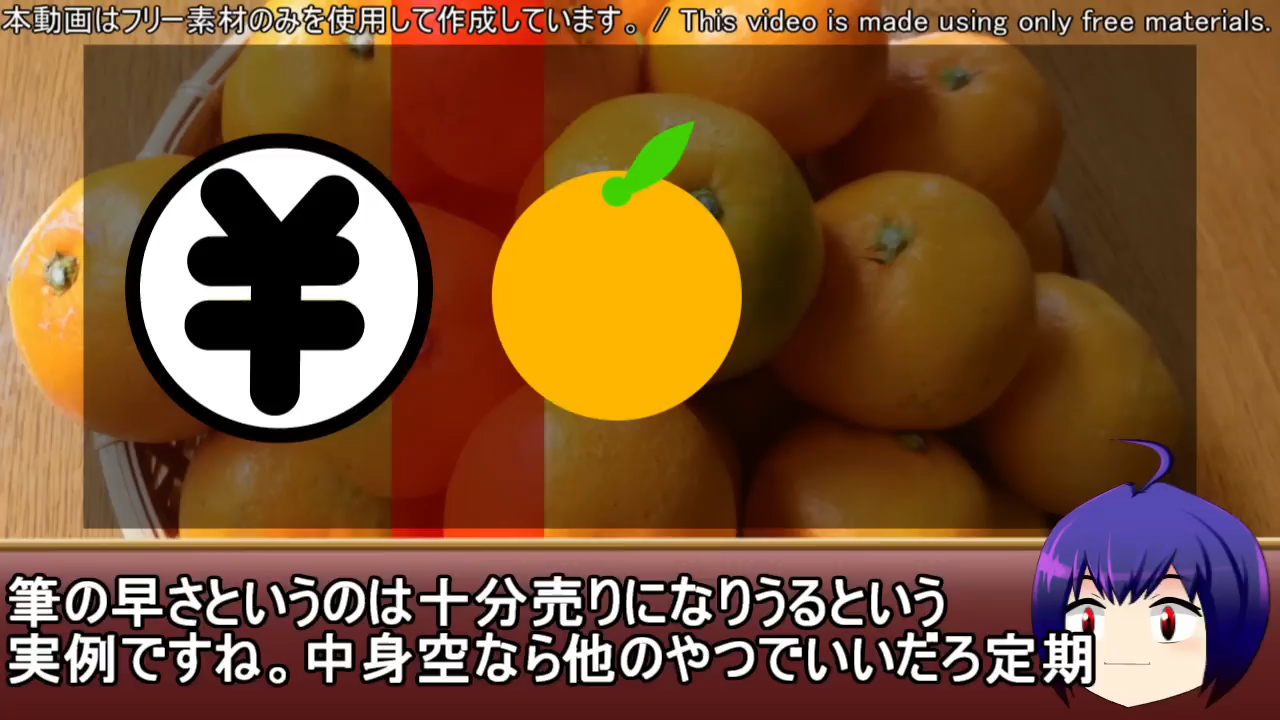 本動画はフリー素材のみを使用して作成しています。 / This video is made using only free materials.
¥
筆の早さというのは十分売りになりうるという
実例ですね。中身空なら他のやつでいいだろ定期